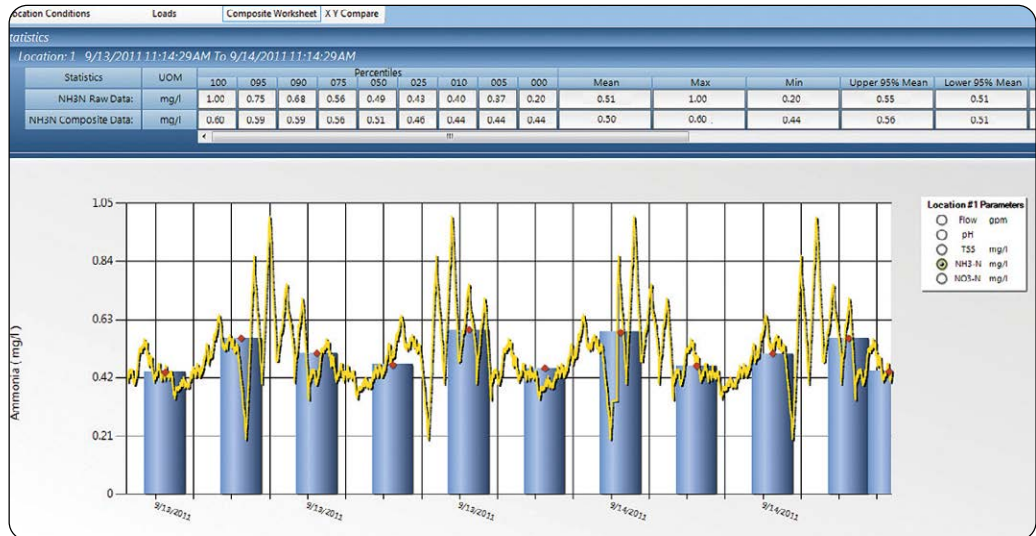 ocation Conditions Loads Composite Worksheet X Y Compare
tatistics
Location: 1 9/13/2011 11:14:29AM To 9/14/2011 11:14:29AM
Statistics UOM Percentiles Mean Max Min Upper 95% Mean Lower 95% Mean
100 095 090 075 050 025 010 005 000
NH3N Raw Data: mg/l 1.00 0.75 0.68 0.56 0.49 0.43 0.40 0.37 0.20 0.51 1.00 0.20 0.55 0.51
NH3N Composite Data: mg/l 0.60 0.59 0.59 0.56 0.51 0.46 0.44 0.44 0.44 0.50 0.60 0.44 0.56 0.51
Ammonia ( mg/l )
1.05
0.84
0.63
0.42
0.21
0
9/13/2011 9/13/2011 9/13/2011 9/14/2011 9/14/2011
Location #1 Parameters
Flow gpm
pH
TSS mg/l
NH3-N mg/l
NO3-N mg/l